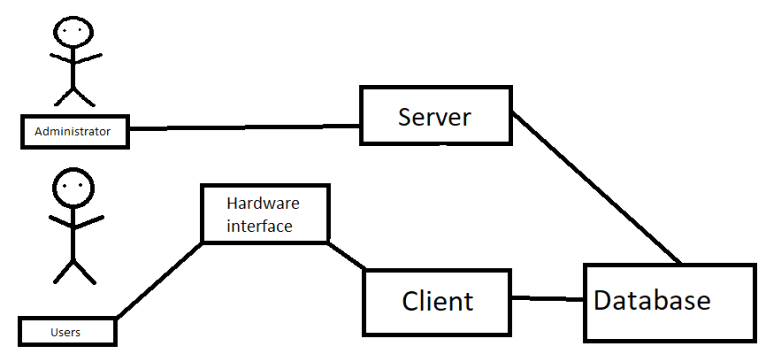 Administrator
Server
Hardware
interface
Client
Database
Users